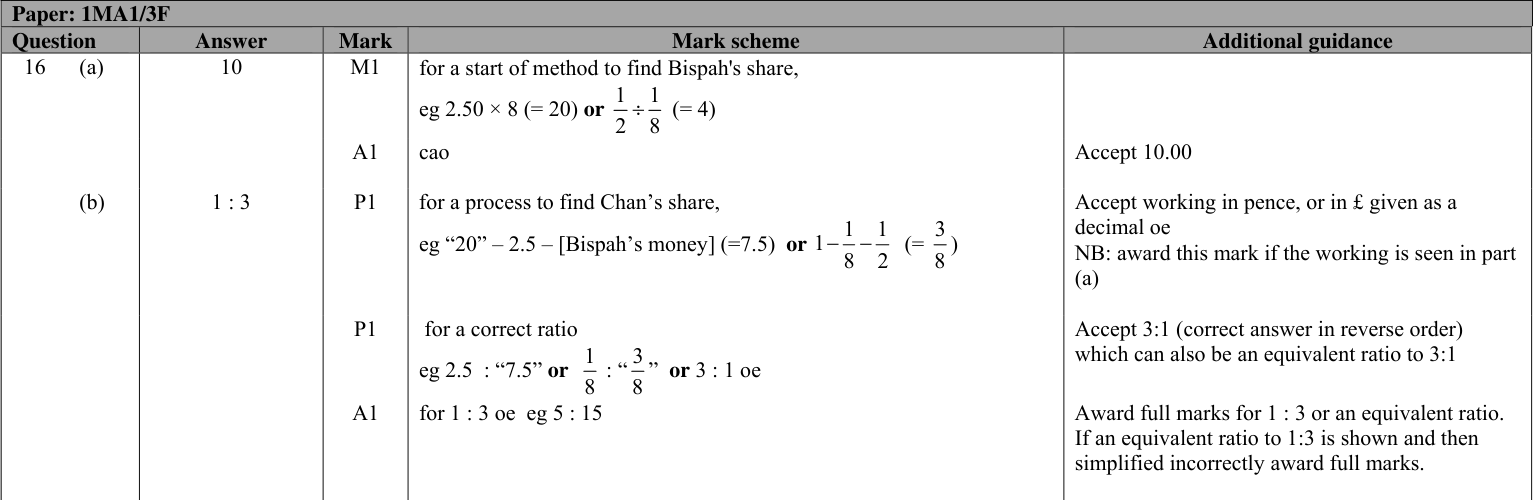 Paper: 1MA1/3F
Question Answer Mark Mark scheme Additional guidance
16 (a) 10 M1 for a start of method to find Bispah's share,
eg 2.50 × 8 (= 20) or 1/2 ÷ 1/8 (= 4)
A1 cao Accept 10.00
(b) 1 : 3 P1 for a process to find Chan’s share, Accept working in pence, or in £ given as a
decimal oe
eg “20” – 2.5 – [Bispah’s money] (=7.5) or 1 − 1/8 − 1/2 (= 3/8)
NB: award this mark if the working is seen in part
(a)
P1 for a correct ratio Accept 3:1 (correct answer in reverse order)
which can also be an equivalent ratio to 3:1
eg 2.5 : “7.5” or 1/8 : “3/8” or 3 : 1 oe
A1 for 1 : 3 oe eg 5 : 15 Award full marks for 1 : 3 or an equivalent ratio.
If an equivalent ratio to 1:3 is shown and then
simplified incorrectly award full marks.